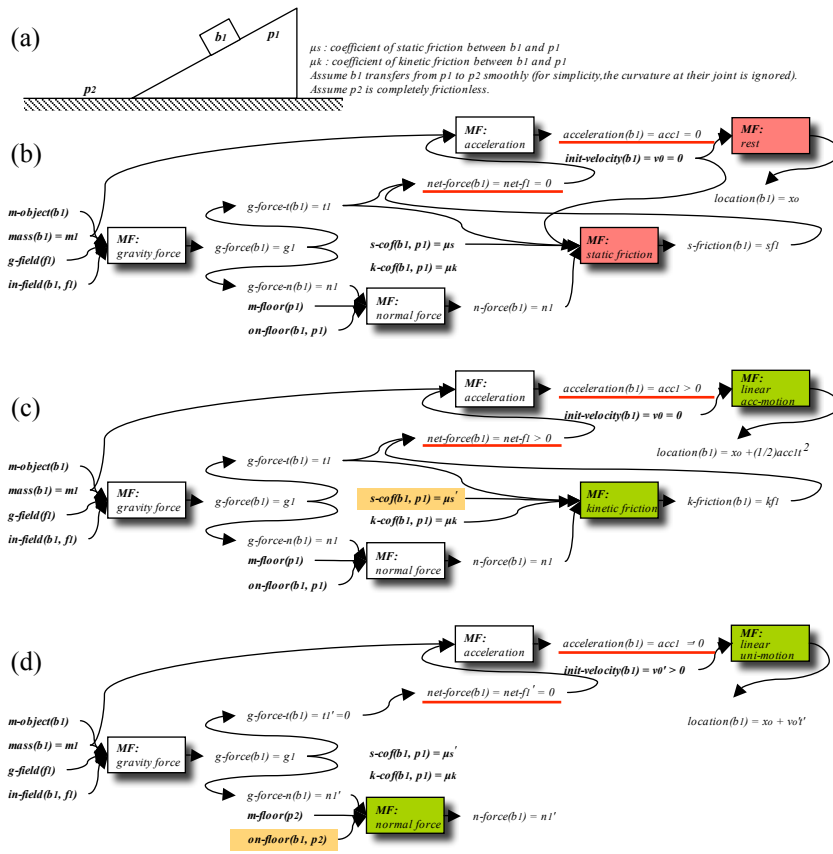 (a)
b1
p1
p2
μs : coefficient of static friction between b1 and p1
μk : coefficient of kinetic friction between b1 and p1
Assume b1 transfers from p1 to p2 smoothly (for simplicity,the curvature at their joint is ignored).
Assume p2 is completely frictionless.
(b)
MF:
acceleration
acceleration(b1) = acc1 = 0
init-velocity(b1) = v0 = 0
MF:
rest
location(b1) = xo
net-force(b1) = net-f1 = 0
m-object(b1)
mass(b1) = m1
g-field(f1)
in-field(b1, f1)
MF:
gravity force
g-force-t(b1) = t1
g-force(b1) = g1
g-force-n(b1) = n1
m-floor(p1)
on-floor(b1, p1)
s-cof(b1, p1) = μs
k-cof(b1, p1) = μk
MF:
normal force
n-force(b1) = n1
MF:
static friction
s-friction(b1) = sf1
(c)
MF:
acceleration
acceleration(b1) = acc1 > 0
init-velocity(b1) = v0 = 0
MF:
linear
acc-motion
location(b1) = xo +(1/2)acc1t 2
net-force(b1) = net-f1 > 0
m-object(b1)
mass(b1) = m1
g-field(f1)
in-field(b1, f1)
MF:
gravity force
g-force-t(b1) = t1
g-force(b1) = g1
g-force-n(b1) = n1
m-floor(p1)
on-floor(b1, p1)
s-cof(b1, p1) = μs'
k-cof(b1, p1) = μk
MF:
normal force
n-force(b1) = n1
MF:
kinetic friction
k-friction(b1) = kf1
(d)
MF:
acceleration
acceleration(b1) = acc1 = 0
init-velocity(b1) = v0' > 0
MF:
linear
uni-motion
location(b1) = xo + vo't'
net-force(b1) = net-f1' = 0
m-object(b1)
mass(b1) = m1
g-field(f1)
in-field(b1, f1)
MF:
gravity force
g-force-t(b1) = t1' =0
g-force(b1) = g1
g-force-n(b1) = n1'
m-floor(p2)
on-floor(b1, p2)
s-cof(b1, p1) = μs'
k-cof(b1, p1) = μk
MF:
normal force
n-force(b1) = n1'